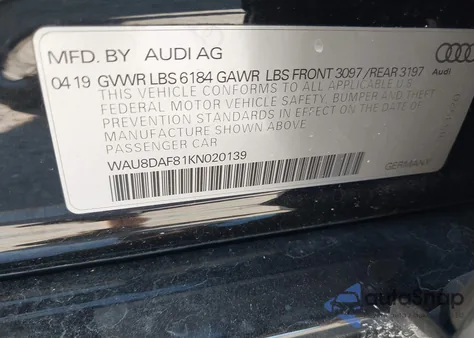 MFD. BY AUDI AG
04 19 GVWR LBS 6184 GAWR LBS FRONT 3097 / REAR 3197
Audi
THIS VEHICLE CONFORMS TO ALL APPLICABLE U.S.
FEDERAL MOTOR VEHICLE SAFETY, BUMPER AND THEFT
PREVENTION STANDARDS IN EFFECT ON THE DATE OF
MANUFACTURE SHOWN ABOVE.
PASSENGER CAR
WAU8DAF81KN020139
GERMANY
autoSnap